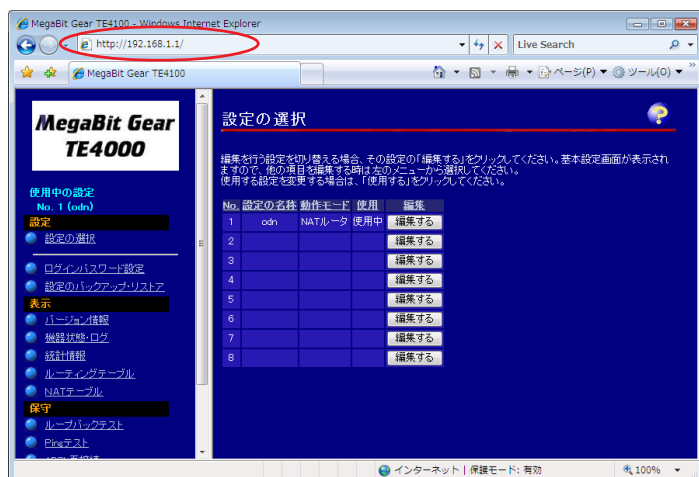 MegaBit Gear TE4100 - Windows Internet Explorer
http://192.168.1.1/
Live Search
MegaBit Gear TE4100
ページ(P)
ツール(O)
»
MegaBit Gear
TE4000
使用中の設定
No. 1 (odn)
設定
設定の選択
ログインパスワード設定
設定のバックアップ・リストア
表示
バージョン情報
機器状態・ログ
統計情報
ルーティングテーブル
NATテーブル
保守
ループバックテスト
Pingテスト
設定の選択
?
編集を行う設定を切り替える場合、その設定の「編集する」をクリックしてください。基本設定画面が表示され
ますので、他の項目を編集する時は左のメニューから選択してください。
使用する設定を変更する場合は、「使用する」をクリックしてください。
No. 設定の名称 動作モード 使用 編集
1 odn NATルータ 使用中 編集する
2 編集する
3 編集する
4 編集する
5 編集する
6 編集する
7 編集する
8 編集する
インターネット | 保護モード: 有効
100%